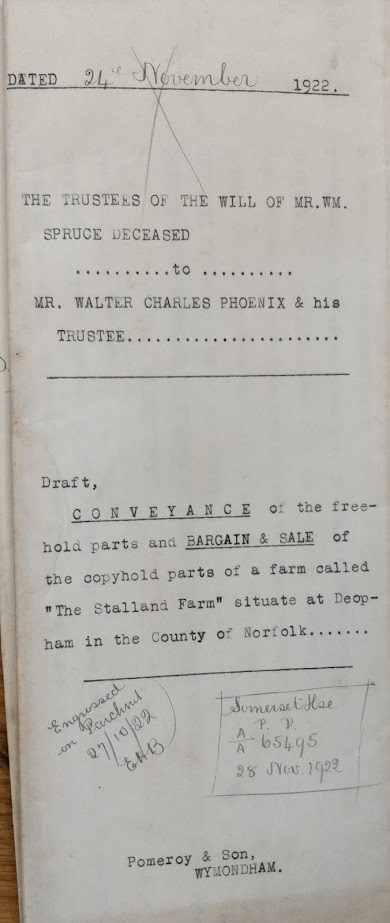 DATED 24th November 1922.
THE TRUSTEES OF THE WILL OF MR.WM.
SPRUCE DECEASED
..........to ..........
MR. WALTER CHARLES PHOENIX & his
TRUSTEE.......................
Draft,
CONVEYANCE of the free-
hold parts and BARGAIN & SALE of
the copyhold parts of a farm called
"The Stalland Farm" situate at Deop-
ham in the County of Norfolk.......
Engrossed
on Parchmt
27/10/22
EHB
Somerset Hse
P. D.
A/A 65495
28 Nov. 1922
Pomeroy & Son,
WYMONDHAM.